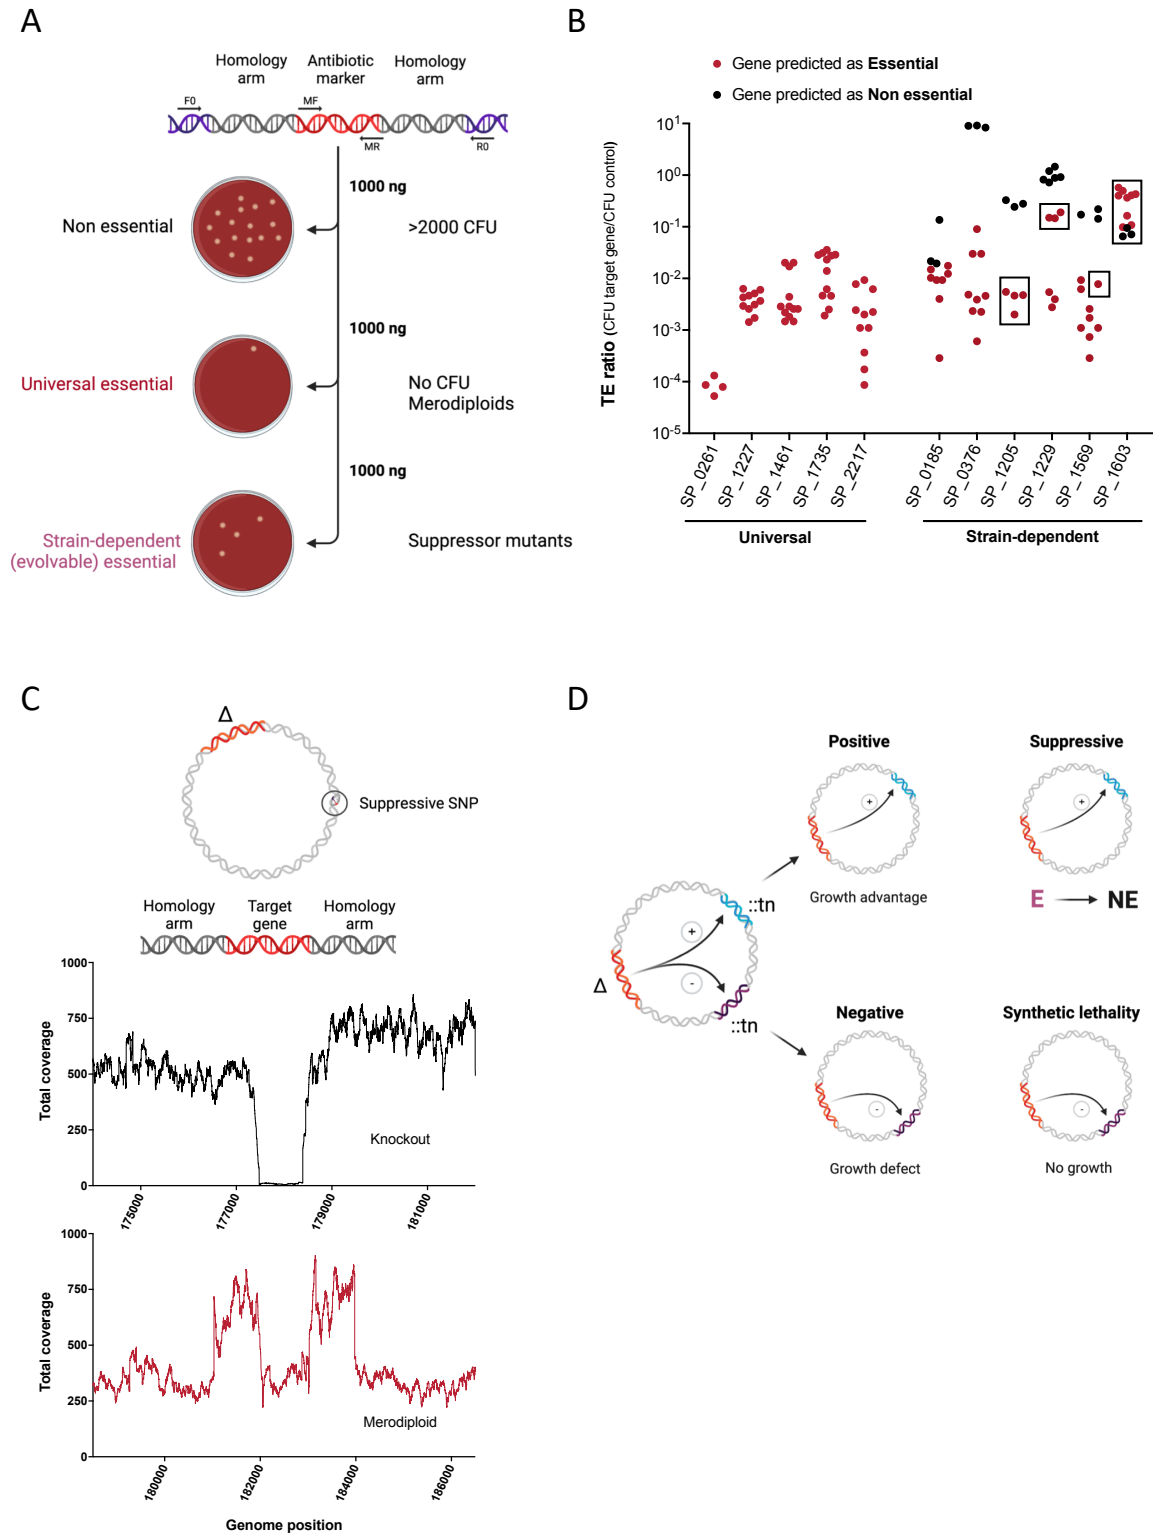 A
Homology arm
Antibiotic marker
Homology arm
F0
MF
MR
R0
1000 ng
Non essential
>2000 CFU
1000 ng
Universal essential
No CFU
Merodiploids
1000 ng
Strain-dependent
(evolvable) essential
Suppressor mutants
B
Gene predicted as Essential
Gene predicted as Non essential
TE ratio (CFU target gene/CFU control)
10^1
10^0
10^-1
10^-2
10^-3
10^-4
10^-5
SP_0261
SP_1227
SP_1461
SP_1735
SP_2217
SP_0185
SP_0376
SP_1205
SP_1229
SP_1569
SP_1603
Universal
Strain-dependent
C
Δ
Suppressive SNP
Homology arm
Target gene
Homology arm
Total coverage
1000
750
500
250
0
Knockout
175000
177000
179000
181000
Total coverage
1000
750
500
250
0
Merodiploid
180000
182000
184000
186000
Genome position
D
Δ
+
-
::tn
::tn
Positive
+
Growth advantage
Suppressive
+
E → NE
Negative
-
Growth defect
Synthetic lethality
-
No growth